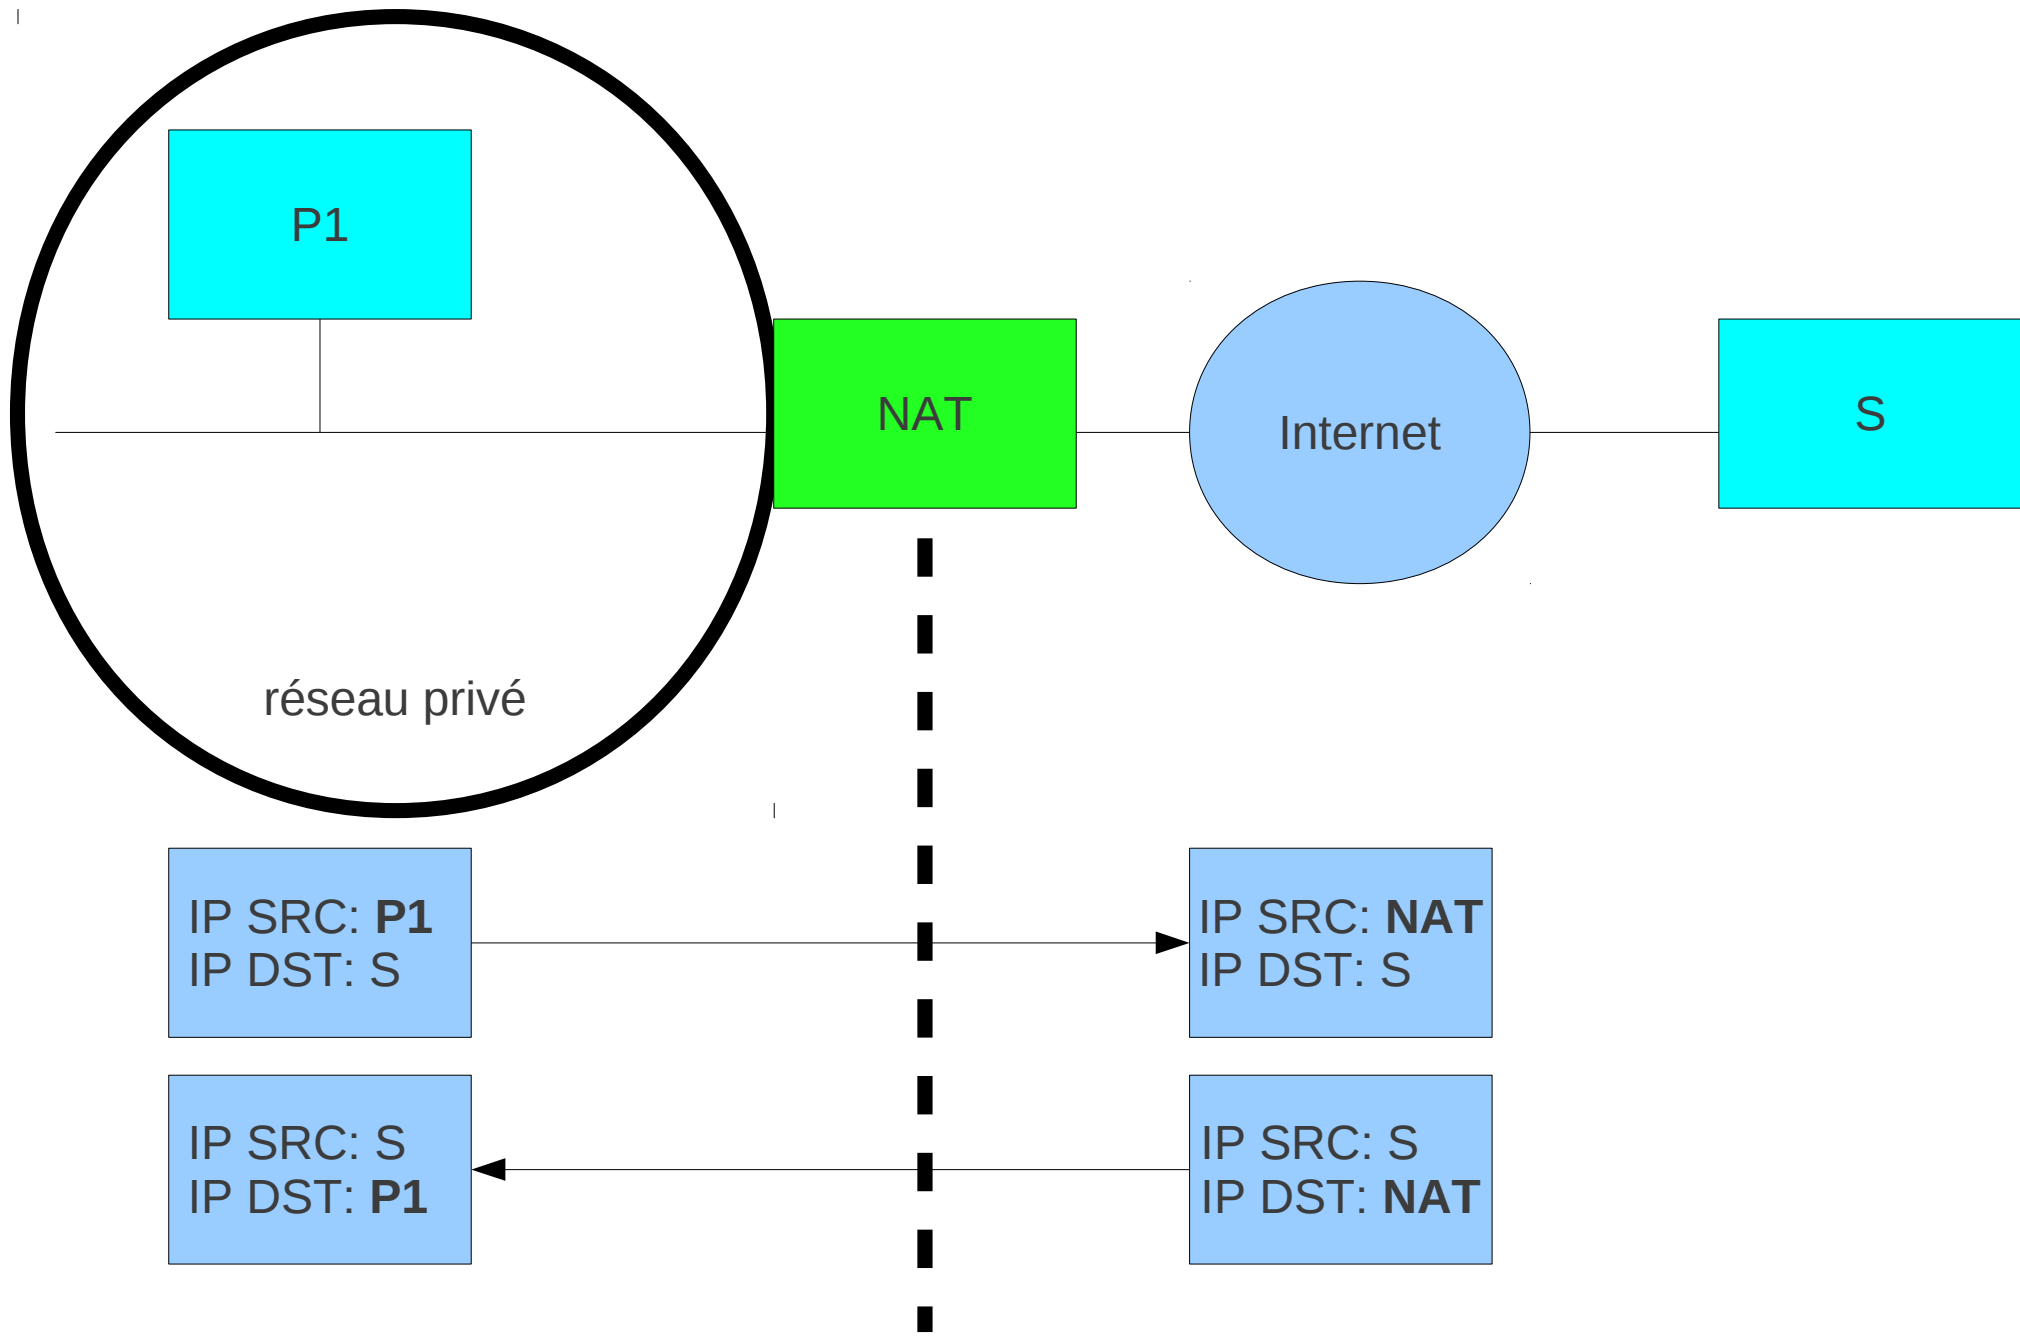 P1
NAT
Internet
S
réseau privé
IP SRC: P1
IP DST: S
IP SRC: NAT
IP DST: S
IP SRC: S
IP DST: P1
IP SRC: S
IP DST: NAT